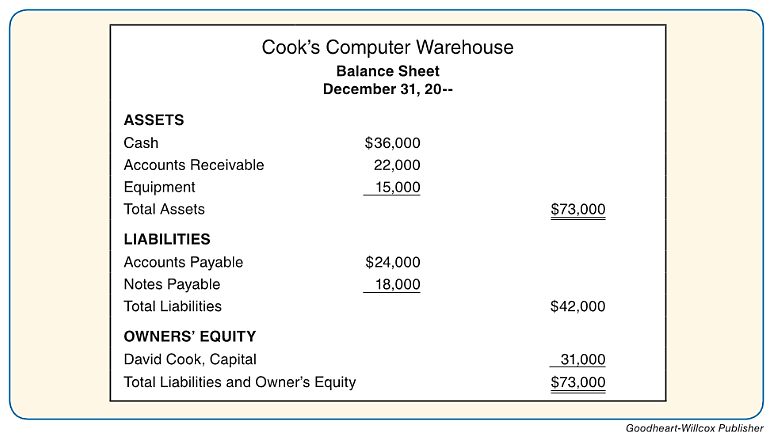 Cook's Computer Warehouse
Balance Sheet
December 31, 20--
ASSETS
Cash $36,000
Accounts Receivable 22,000
Equipment 15,000
Total Assets $73,000
LIABILITIES
Accounts Payable $24,000
Notes Payable 18,000
Total Liabilities $42,000
OWNERS' EQUITY
David Cook, Capital 31,000
Total Liabilities and Owner's Equity $73,000
Goodheart-Willcox Publisher